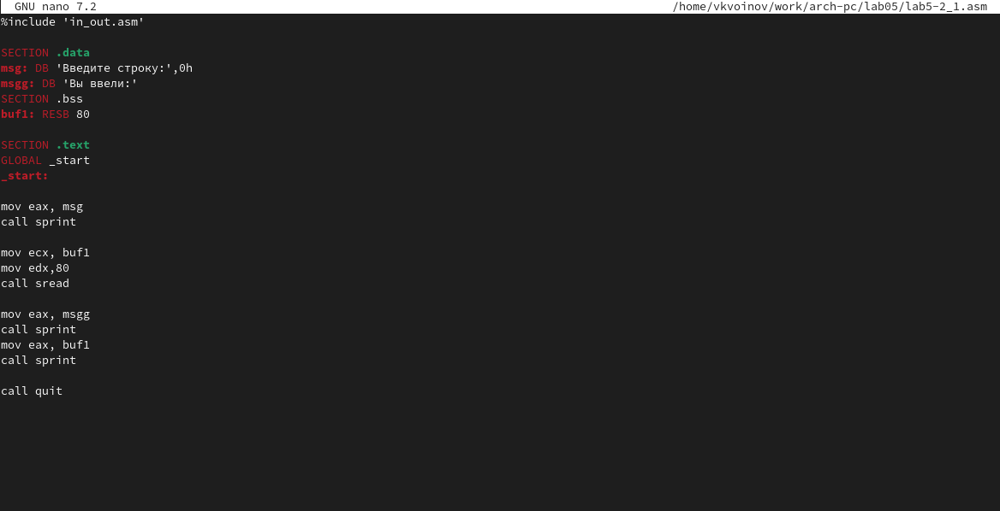 GNU nano 7.2 /home/vkvoinov/work/arch-pc/lab05/lab5-2_1.asm
%include 'in_out.asm'
SECTION .data
msg: DB 'Введите строку:',0h
msgg: DB 'Вы ввели:'
SECTION .bss
buf1: RESB 80
SECTION .text
GLOBAL _start
_start:
mov eax, msg
call sprint
mov ecx, buf1
mov edx,80
call sread
mov eax, msgg
call sprint
mov eax, buf1
call sprint
call quit